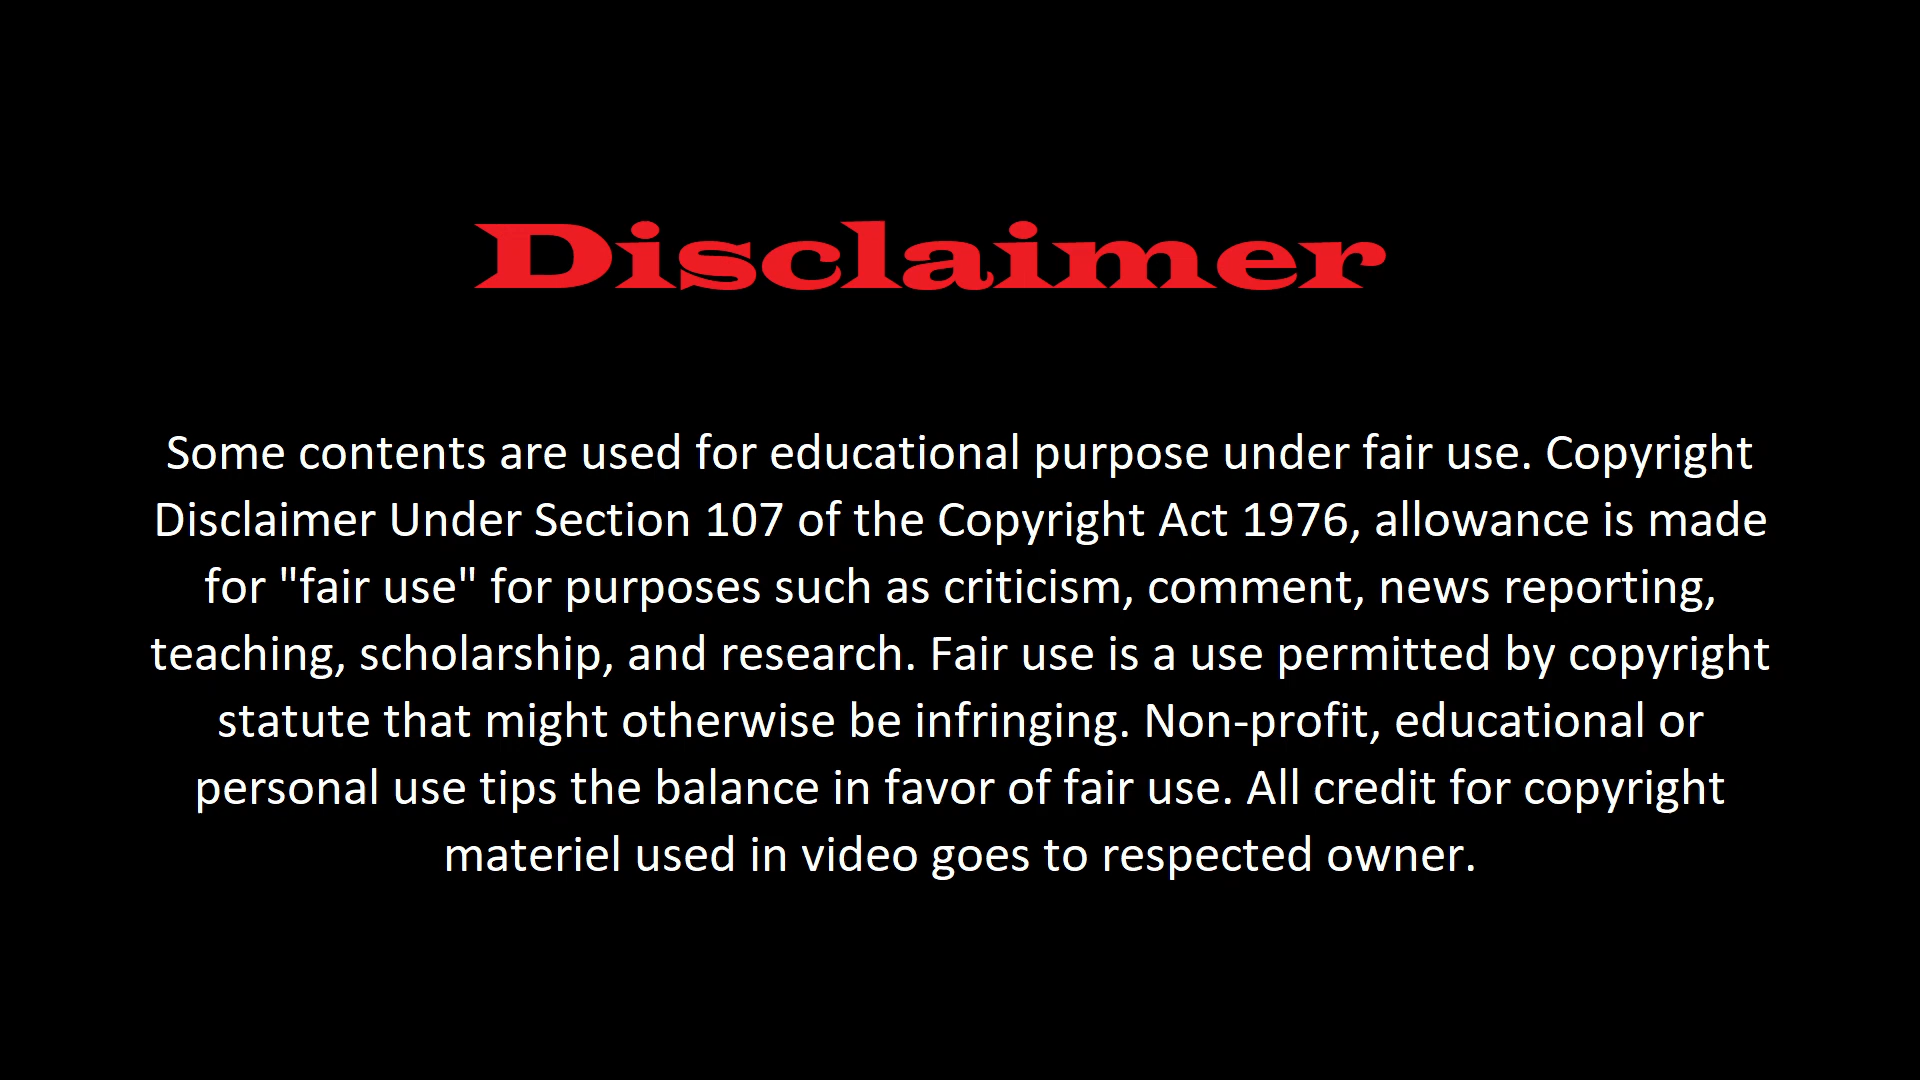 Disclaimer
Some contents are used for educational purpose under fair use. Copyright
Disclaimer Under Section 107 of the Copyright Act 1976, allowance is made
for "fair use" for purposes such as criticism, comment, news reporting,
teaching, scholarship, and research. Fair use is a use permitted by copyright
statute that might otherwise be infringing. Non-profit, educational or
personal use tips the balance in favor of fair use. All credit for copyright
materiel used in video goes to respected owner.